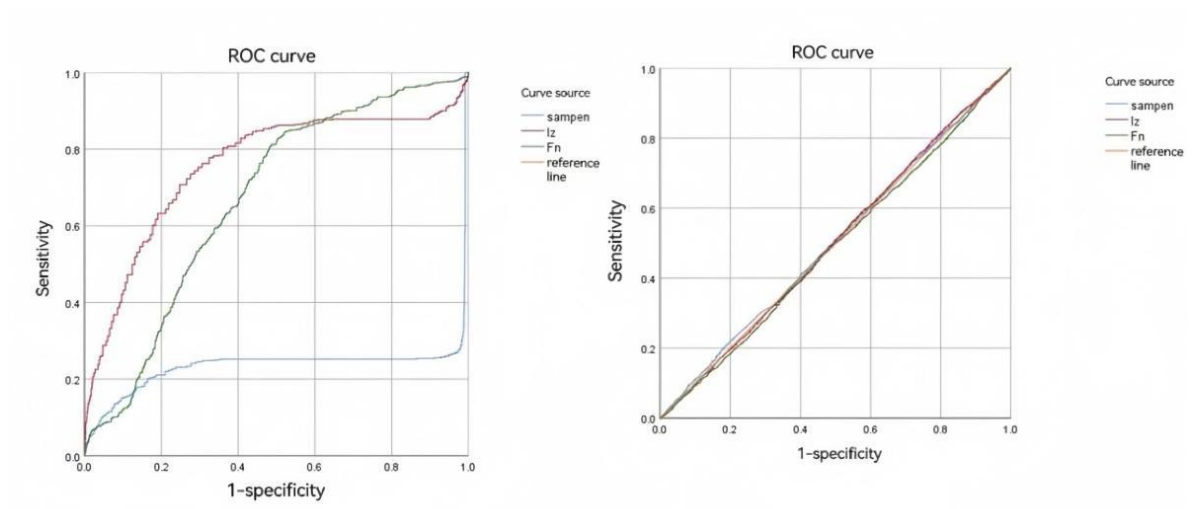 ROC curve
1.0
0.8
0.6
0.4
0.2
0.0
0.0 0.2 0.4 0.6 0.8 1.0
Sensitivity
1-specificity
Curve source
sampen
lz
Fn
reference
line
ROC curve
1.0
0.8
0.6
0.4
0.2
0.0
0.0 0.2 0.4 0.6 0.8 1.0
Sensitivity
1-specificity
Curve source
sampen
lz
Fn
reference
line